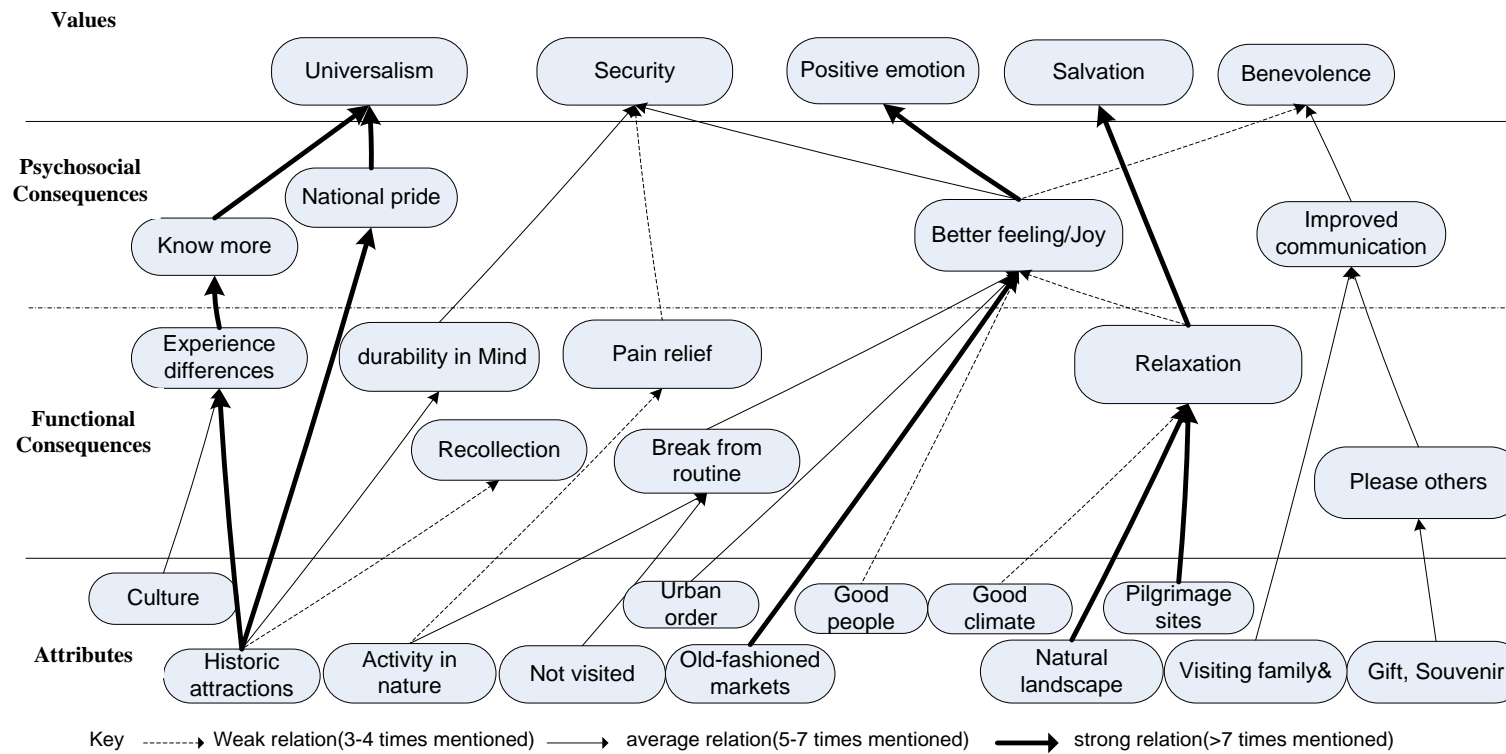 Values
Universalism
Security
Positive emotion
Salvation
Benevolence
Psychosocial
Consequences
National pride
Know more
Better feeling/Joy
Improved
communication
Experience
differences
durability in Mind
Pain relief
Relaxation
Functional
Consequences
Recollection
Break from
routine
Please others
Culture
Urban
order
Good
people
Good
climate
Pilgrimage
sites
Attributes
Historic
attractions
Activity in
nature
Not visited
Old-fashioned
markets
Natural
landscape
Visiting family&
Gift, Souvenir
Key Weak relation(3-4 times mentioned) average relation(5-7 times mentioned) strong relation(>7 times mentioned)